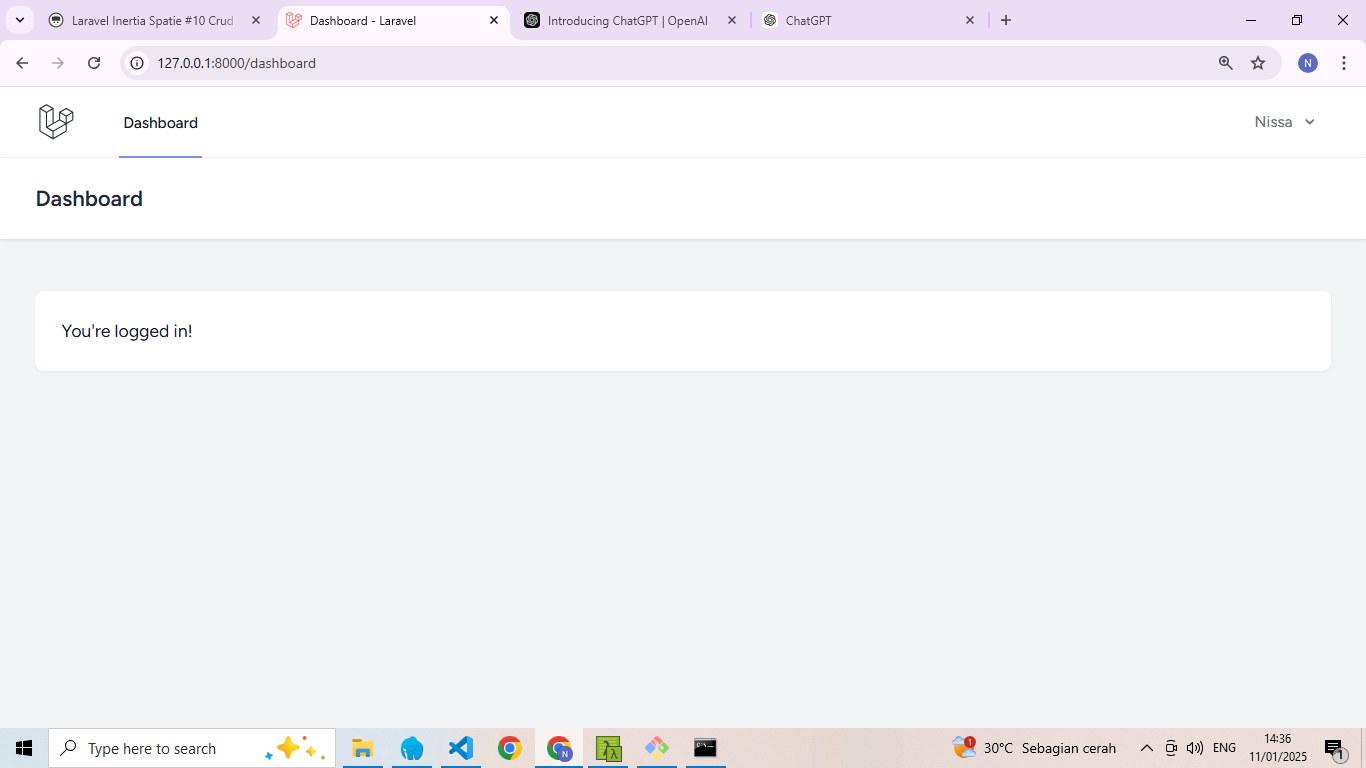 Laravel Inertia Spatie #10 Crud
Dashboard - Laravel
Introducing ChatGPT | OpenAI
ChatGPT
127.0.0.1:8000/dashboard
N
Dashboard
Nissa
Dashboard
You're logged in!
Type here to search
N
1
30°C Sebagian cerah
ENG
14:36
11/01/2025
1